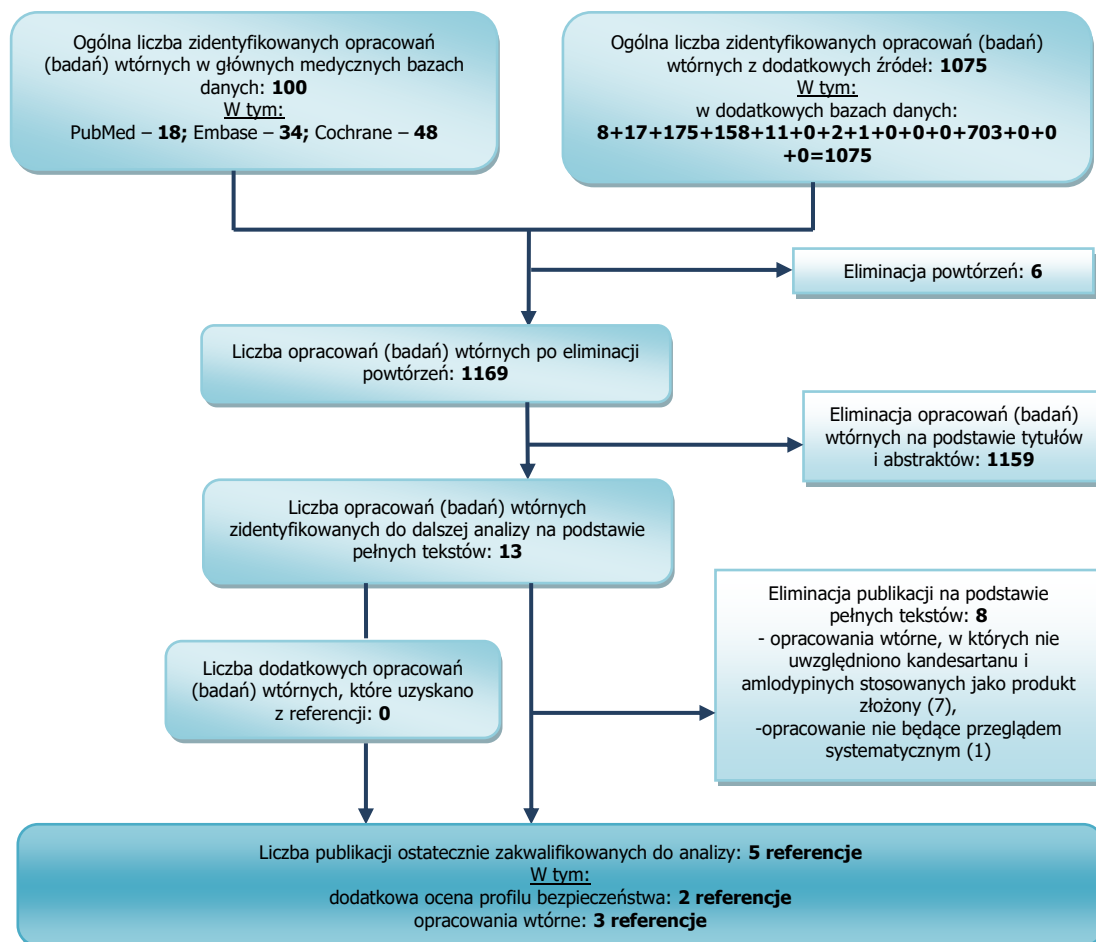 Ogólna liczba zidentyfikowanych opracowań
(badań) wtórnych w głównych medycznych bazach
danych: 100
W tym:
PubMed – 18; Embase – 34; Cochrane – 48
Ogólna liczba zidentyfikowanych opracowań (badań)
wtórnych z dodatkowych źródeł: 1075
W tym:
w dodatkowych bazach danych:
8+17+175+158+11+0+2+1+0+0+0+703+0+0
+0=1075
Eliminacja powtórzeń: 6
Liczba opracowań (badań) wtórnych po eliminacji
powtórzeń: 1169
Eliminacja opracowań (badań)
wtórnych na podstawie tytułów
i abstraktów: 1159
Liczba opracowań (badań) wtórnych
zidentyfikowanych do dalszej analizy na podstawie
pełnych tekstów: 13
Eliminacja publikacji na podstawie
pełnych tekstów: 8
- opracowania wtórne, w których nie
uwzględniono kandesartanu i
amlodypinych stosowanych jako produkt
złożony (7),
-opracowanie nie będące przeglądem
systematycznym (1)
Liczba dodatkowych opracowań
(badań) wtórnych, które uzyskano
z referencji: 0
Liczba publikacji ostatecznie zakwalifikowanych do analizy: 5 referencje
W tym:
dodatkowa ocena profilu bezpieczeństwa: 2 referencje
opracowania wtórne: 3 referencje